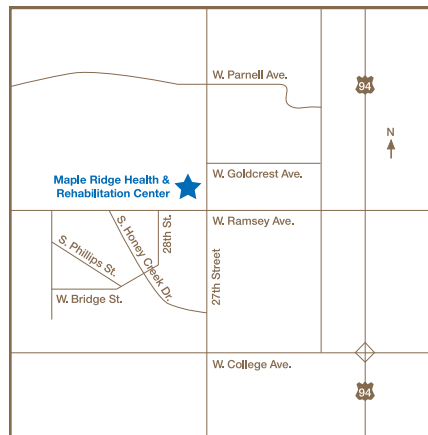 W. Parnell Ave.
94
N
Maple Ridge Health &
Rehabilitation Center
W. Goldcrest Ave.
W. Ramsey Ave.
S. Phillips St.
S. Honey Creek Dr.
28th St.
27th Street
W. Bridge St.
W. College Ave.
94